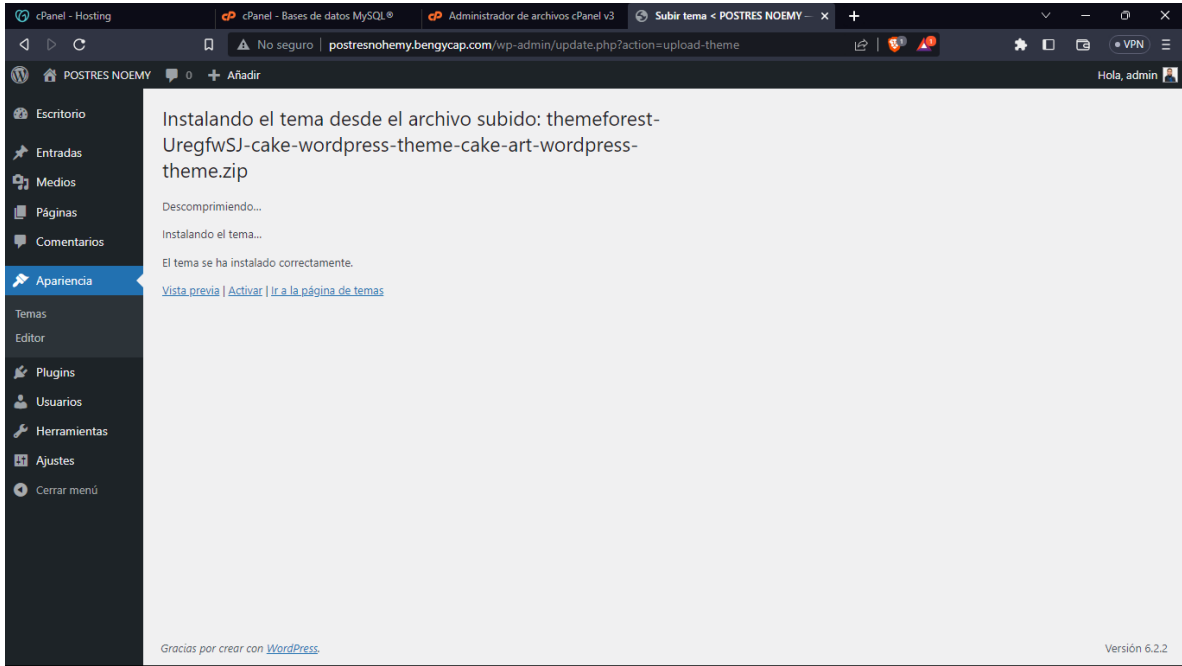 cPanel - Hosting
cPanel - Bases de datos MySQL®
Administrador de archivos cPanel v3
Subir tema < POSTRES NOEMY —
No seguro | postresnohemy.bengycap.com/wp-admin/update.php?action=upload-theme
VPN
POSTRES NOEMY
0
Añadir
Hola, admin
Escritorio
Entradas
Medios
Páginas
Comentarios
Apariencia
Temas
Editor
Plugins
Usuarios
Herramientas
Ajustes
Cerrar menú
Instalando el tema desde el archivo subido: themeforest-
UregfwSJ-cake-wordpress-theme-cake-art-wordpress-
theme.zip
Descomprimiendo...
Instalando el tema...
El tema se ha instalado correctamente.
Vista previa | Activar | Ir a la página de temas
Gracias por crear con WordPress.
Versión 6.2.2